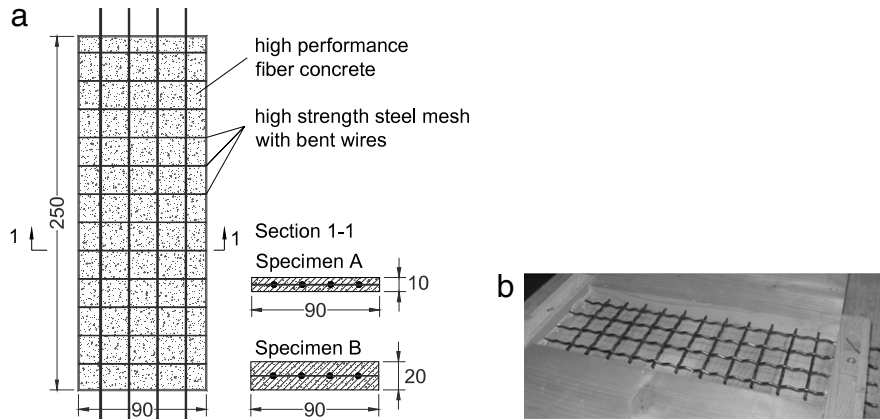 a
high performance
fiber concrete
high strength steel mesh
with bent wires
250
1
1
Section 1-1
Specimen A
10
90
Specimen B
20
90
90
b